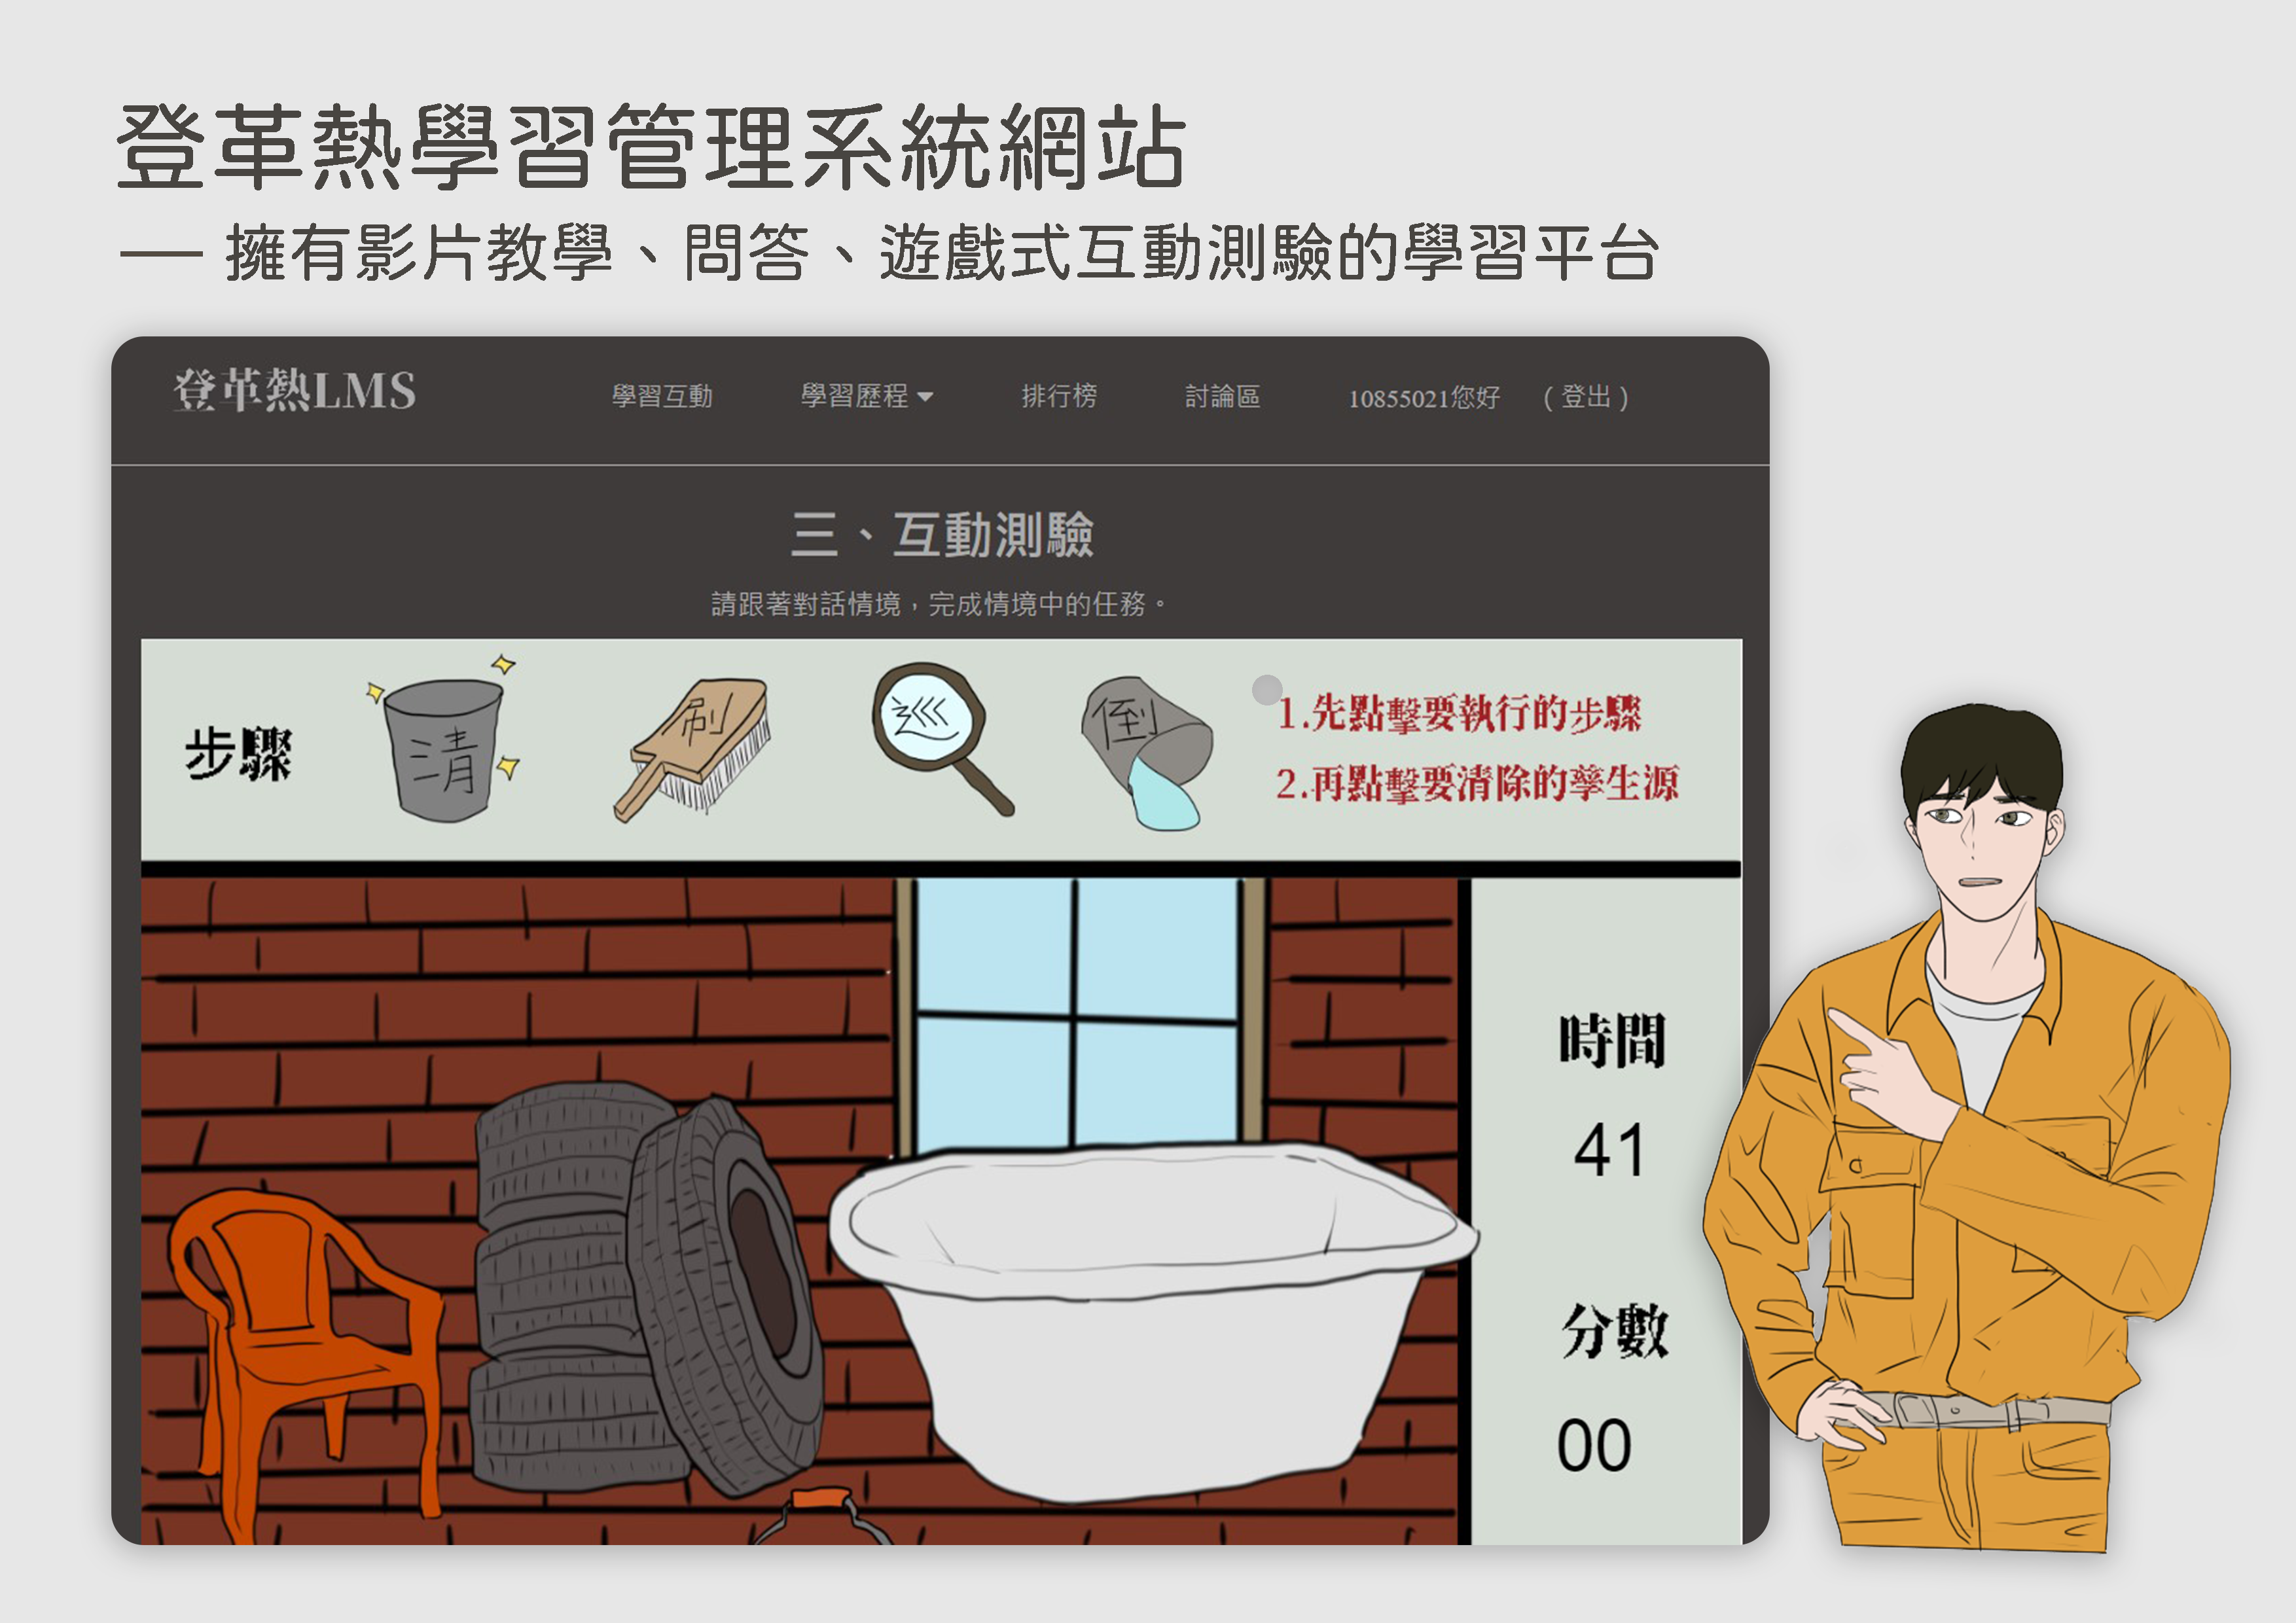 登革熱學習管理系統網站
— 擁有影片教學、問答、遊戲式互動測驗的學習平台
登革熱LMS
學習互動
學習歷程
排行榜
討論區
10855021您好
( 登出 )
三、互動測驗
請跟著對話情境，完成情境中的任務。
步驟
清
刷
巡
倒
1.先點擊要執行的步驟
2.再點擊要清除的孳生源
時間
41
分數
00